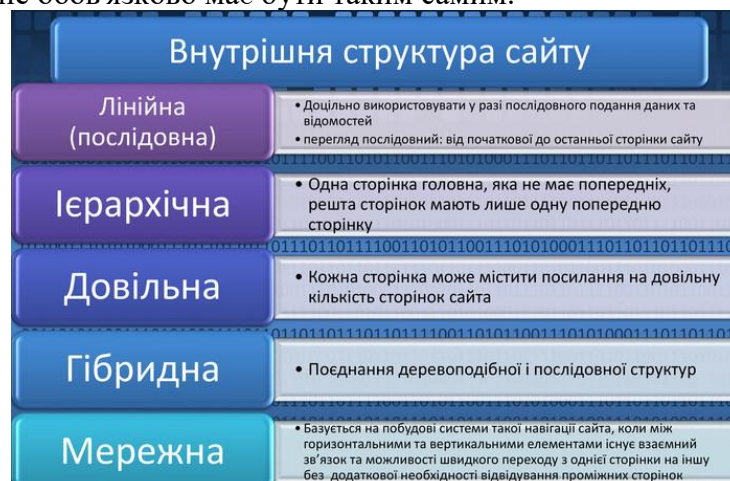 не обов'язково має бути таким самим.
Внутрішня структура сайту
Лінійна
(послідовна)
• Доцільно використовувати у разі послідовного подання даних та
відомостей
• перегляд послідовний: від початкової до останньої сторінки сайту
Ієрархічна
• Одна сторінка головна, яка не має попередніх,
решта сторінок мають лише одну попередню
сторінку
Довільна
• Кожна сторінка може містити посилання на довільну
кількість сторінок сайта
Гібридна
• Поєднання деревоподібної і послідовної структур
Мережна
• Базується на побудові системи такої навігації сайта, коли між
горизонтальними та вертикальними елементами існує взаємний
зв'язок та можливості швидкого переходу з однієї сторінки на іншу
без додаткової необхідності відвідування проміжних сторінок